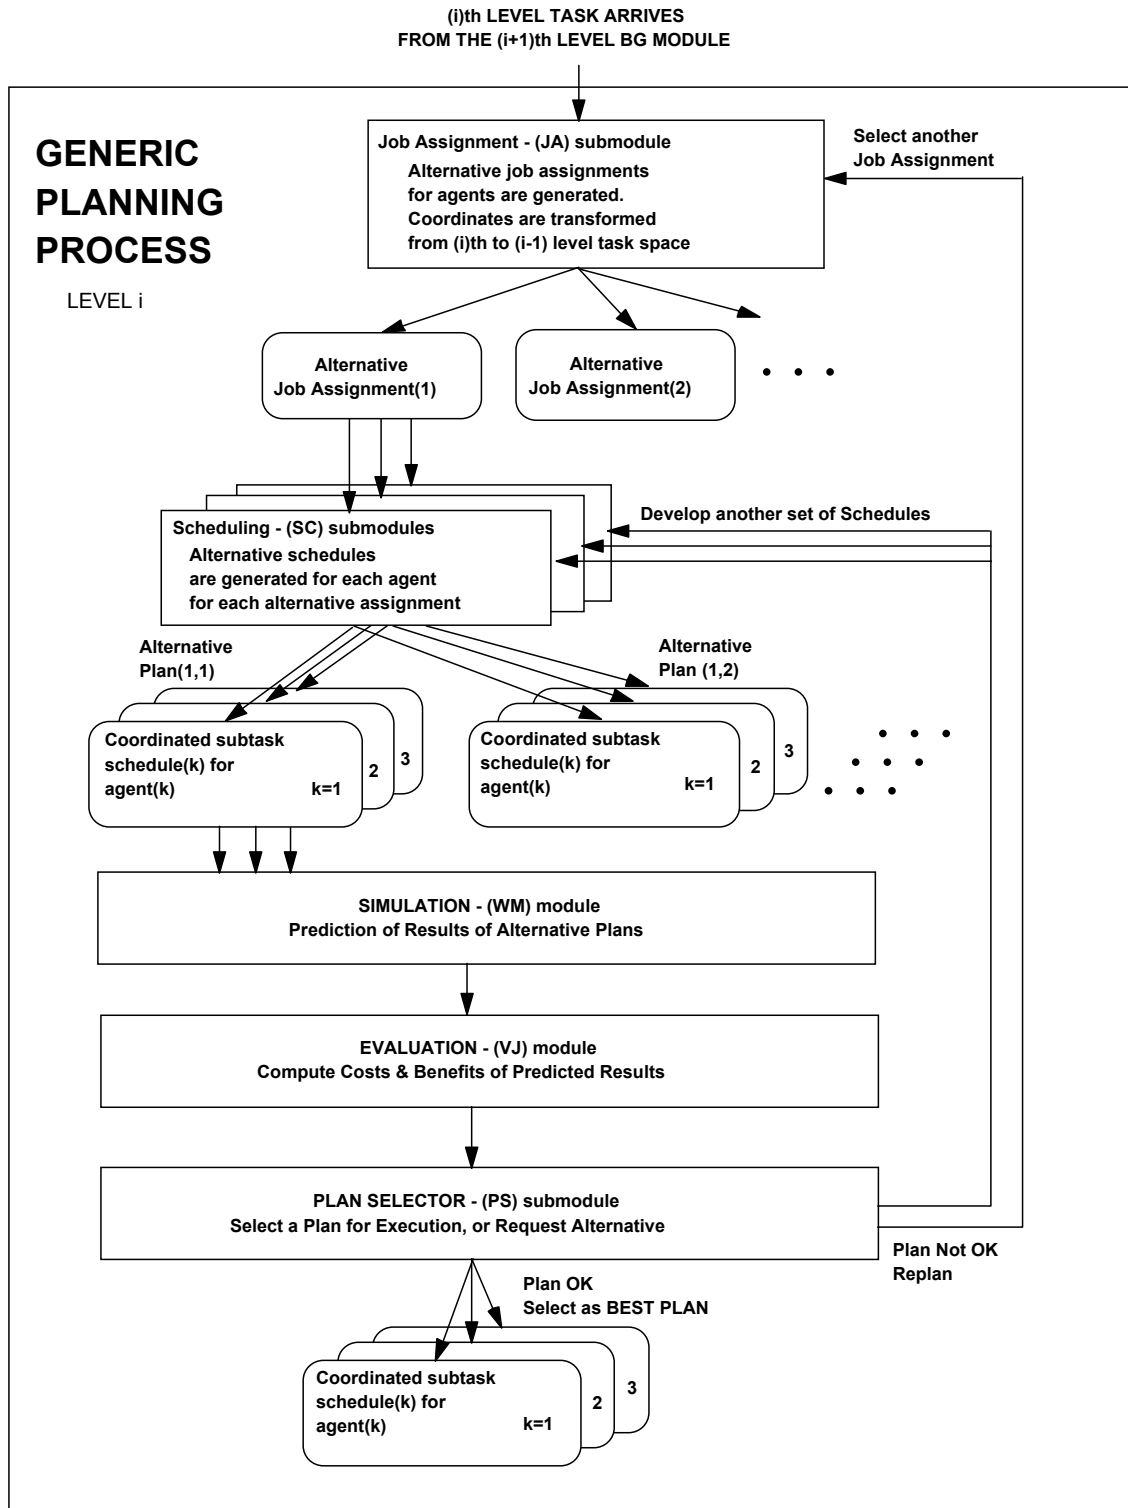 (i)th LEVEL TASK ARRIVES
FROM THE (i+1)th LEVEL BG MODULE
GENERIC
PLANNING
PROCESS
LEVEL i
Job Assignment - (JA) submodule
Alternative job assignments
for agents are generated.
Coordinates are transformed
from (i)th to (i-1) level task space
Select another
Job Assignment
Alternative
Job Assignment(1)
Alternative
Job Assignment(2)
• • •
Scheduling - (SC) submodules
Alternative schedules
are generated for each agent
for each alternative assignment
Develop another set of Schedules
Alternative
Plan(1,1)
Alternative
Plan (1,2)
Coordinated subtask
schedule(k) for
agent(k)
k=1
2
3
Coordinated subtask
schedule(k) for
agent(k)
k=1
2
3
• • •
• • •
• • •
SIMULATION - (WM) module
Prediction of Results of Alternative Plans
EVALUATION - (VJ) module
Compute Costs & Benefits of Predicted Results
PLAN SELECTOR - (PS) submodule
Select a Plan for Execution, or Request Alternative
Plan Not OK
Replan
Plan OK
Select as BEST PLAN
Coordinated subtask
schedule(k) for
agent(k)
k=1
2
3